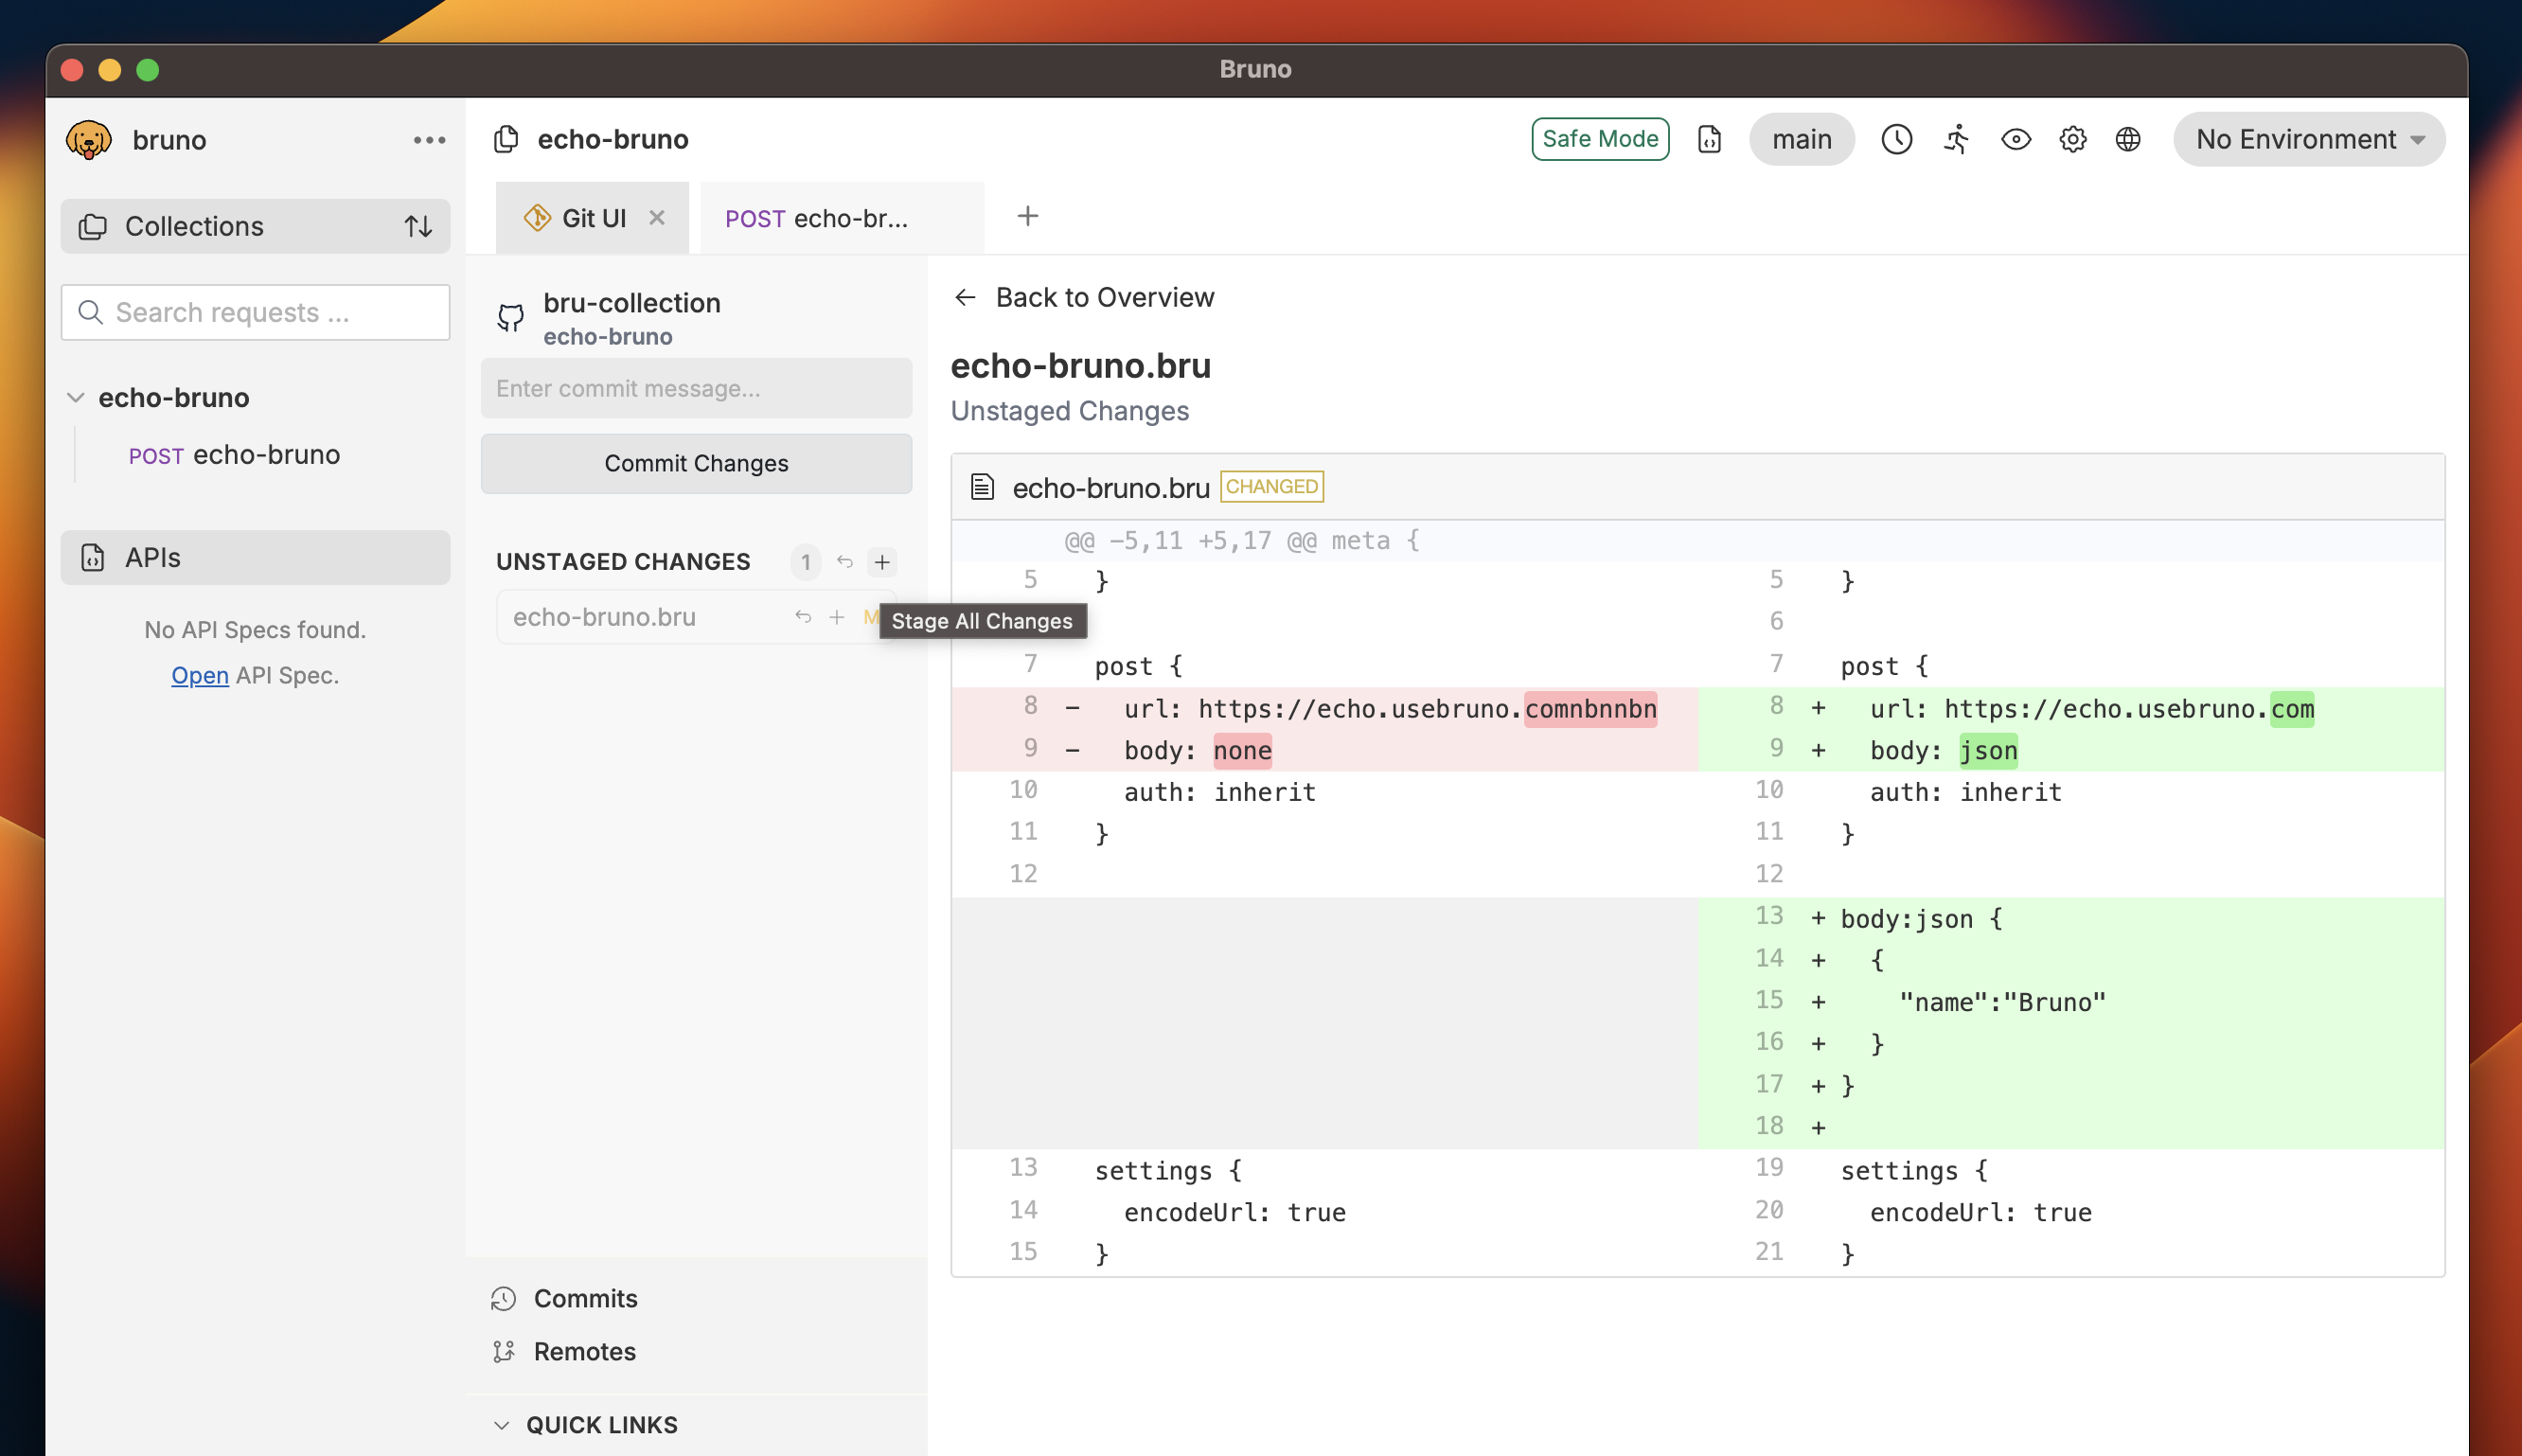 Bruno
bruno
echo-bruno
Safe Mode
main
No Environment
Collections
Git UI
POST echo-br...
Search requests ...
echo-bruno
POST echo-bruno
APIs
No API Specs found.
Open API Spec.
bru-collection
echo-bruno
Enter commit message...
Commit Changes
UNSTAGED CHANGES 1
echo-bruno.bru M
Stage All Changes
Commits
Remotes
QUICK LINKS
Back to Overview
echo-bruno.bru
Unstaged Changes
echo-bruno.bru CHANGED
@@ -5,11 +5,17 @@ meta {
5 } 5 }
6
7 post { 7 post {
8 - url: https://echo.usebruno.comnbnnbn 8 + url: https://echo.usebruno.com
9 - body: none 9 + body: json
10 auth: inherit 10 auth: inherit
11 } 11 }
12 12
13 + body:json {
14 + {
15 + "name":"Bruno"
16 + }
17 + }
18 +
13 settings { 19 settings {
14 encodeUrl: true 20 encodeUrl: true
15 } 21 }